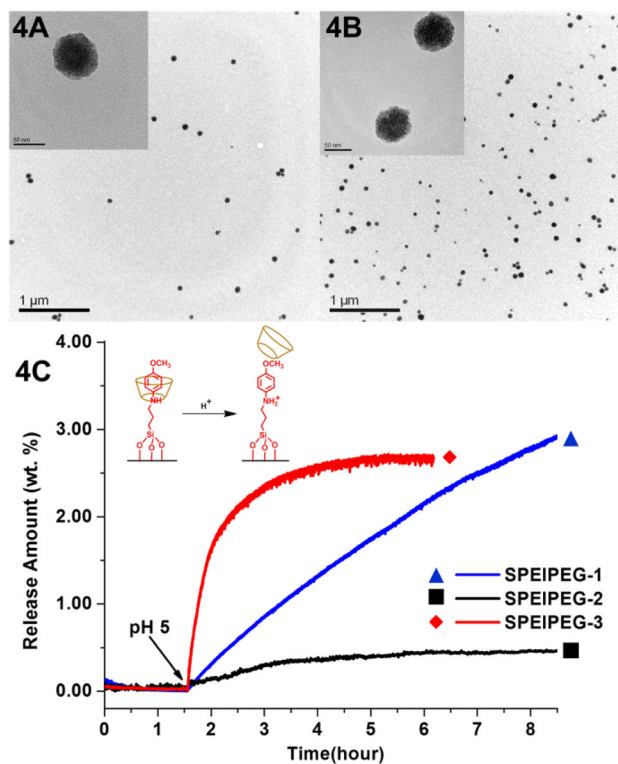 4A
50 nm
1 µm
4B
50 nm
1 µm
4C
OCH3
NH
Si
O O O
H+
OCH3
NH2+
Si
O O O
pH 5
SPEIPEG-1
SPEIPEG-2
SPEIPEG-3
Release Amount (wt. %)
4.00
3.00
2.00
1.00
0.00
0 1 2 3 4 5 6 7 8
Time(hour)